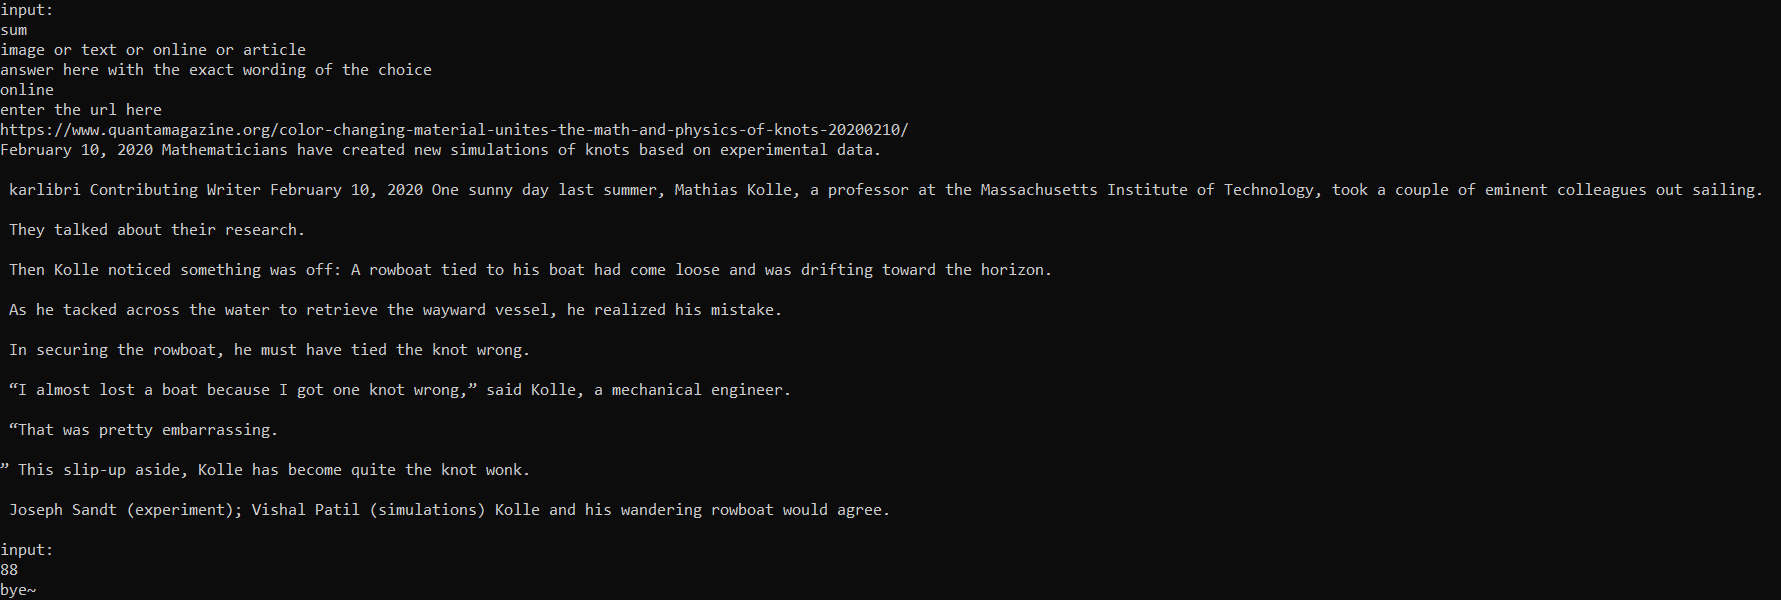 input:
sum
image or text or online or article
answer here with the exact wording of the choice
online
enter the url here
https://www.quantamagazine.org/color-changing-material-unites-the-math-and-physics-of-knots-20200210/
February 10, 2020 Mathematicians have created new simulations of knots based on experimental data.
karlibri Contributing Writer February 10, 2020 One sunny day last summer, Mathias Kolle, a professor at the Massachusetts Institute of Technology, took a couple of eminent colleagues out sailing.
They talked about their research.
Then Kolle noticed something was off: A rowboat tied to his boat had come loose and was drifting toward the horizon.
As he tacked across the water to retrieve the wayward vessel, he realized his mistake.
In securing the rowboat, he must have tied the knot wrong.
“I almost lost a boat because I got one knot wrong,” said Kolle, a mechanical engineer.
“That was pretty embarrassing.
” This slip-up aside, Kolle has become quite the knot wonk.
Joseph Sandt (experiment); Vishal Patil (simulations) Kolle and his wandering rowboat would agree.
input:
88
bye~